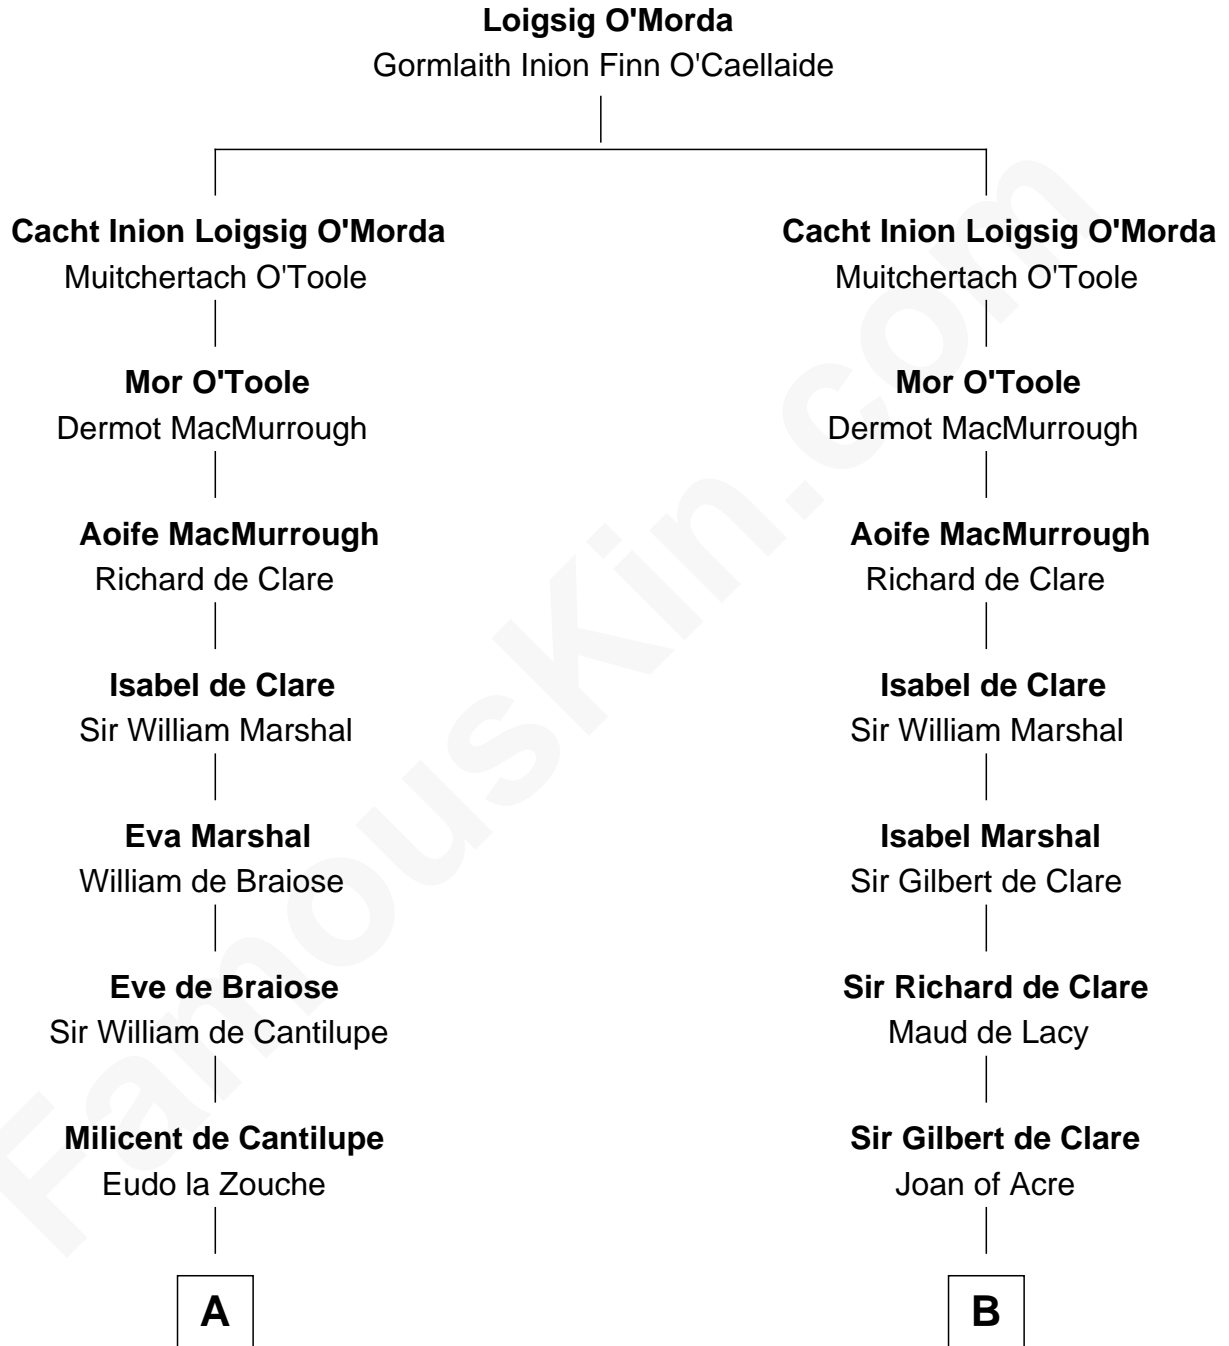 Loigsig O'Morda
Gormlaith Inion Finn O'Caellaide
Cacht Inion Loigsig O'Morda
Muitchertach O'Toole
Mor O'Toole
Dermot MacMurrough
Aoife MacMurrough
Richard de Clare
Isabel de Clare
Sir William Marshal
Eva Marshal
William de Braiose
Eve de Braiose
Sir William de Cantilupe
Milicent de Cantilupe
Eudo la Zouche
A
Cacht Inion Loigsig O'Morda
Muitchertach O'Toole
Mor O'Toole
Dermot MacMurrough
Aoife MacMurrough
Richard de Clare
Isabel de Clare
Sir William Marshal
Isabel Marshal
Sir Gilbert de Clare
Sir Richard de Clare
Maud de Lacy
Sir Gilbert de Clare
Joan of Acre
B
FamousKin.com